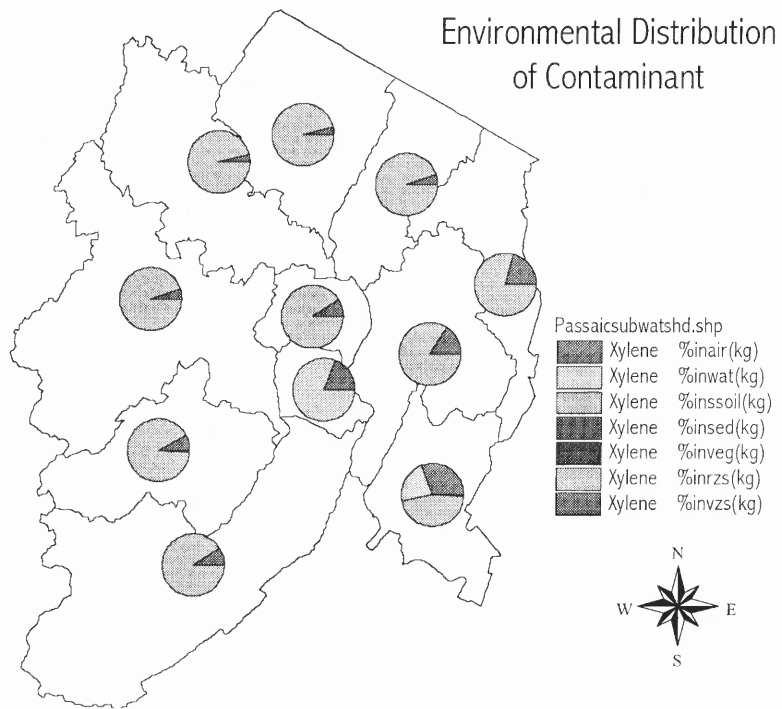 Environmental Distribution
of Contaminant
Passaicsubwatshd.shp
Xylene %inair(kg)
Xylene %inwat(kg)
Xylene %inssoil(kg)
Xylene %insed(kg)
Xylene %inveg(kg)
Xylene %inrzs(kg)
Xylene %invzs(kg)
N
W E
S